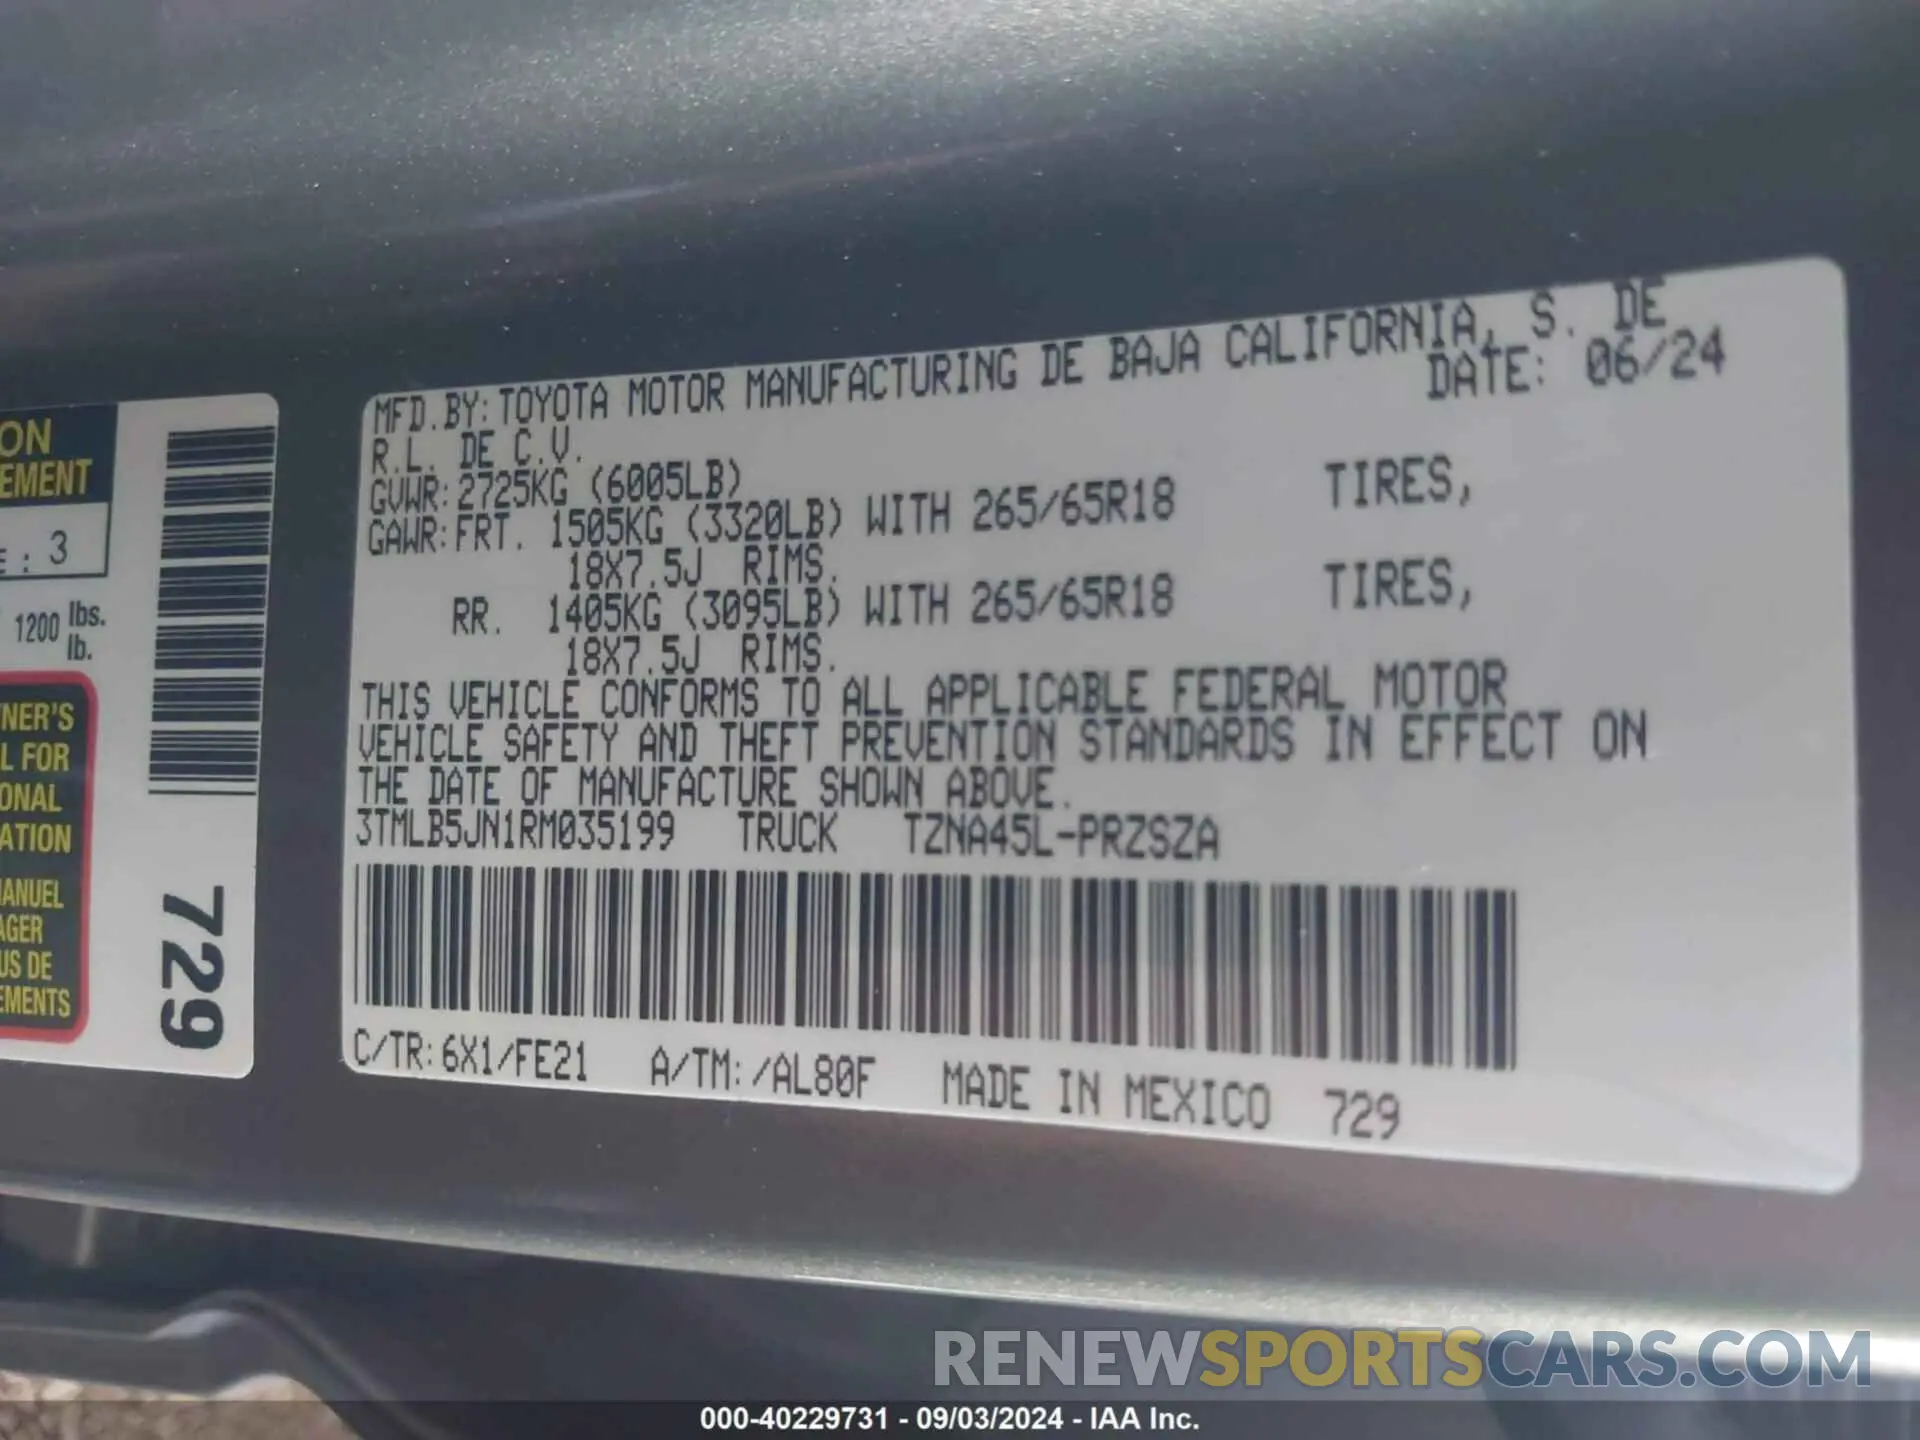 ON
EMENT
E : 3
1200 lbs.
lb.
NER'S
L FOR
ONAL
ATION
MANUEL
AGER
US DE
EMENTS
729
MFD.BY:TOYOTA MOTOR MANUFACTURING DE BAJA CALIFORNIA, S. DE
R.L. DE C.V. DATE: 06/24
GVWR:2725KG (6005LB)
GAWR:FRT. 1505KG (3320LB) WITH 265/65R18 TIRES,
18X7.5J RIMS.
RR. 1405KG (3095LB) WITH 265/65R18 TIRES,
18X7.5J RIMS.
THIS VEHICLE CONFORMS TO ALL APPLICABLE FEDERAL MOTOR
VEHICLE SAFETY AND THEFT PREVENTION STANDARDS IN EFFECT ON
THE DATE OF MANUFACTURE SHOWN ABOVE.
3TMLB5JN1RM035199 TRUCK TZNA45L-PRZSZA
C/TR:6X1/FE21 A/TM:/AL80F MADE IN MEXICO 729
RENEWSPORTSCARS.COM
000-40229731 - 09/03/2024 - IAA Inc.